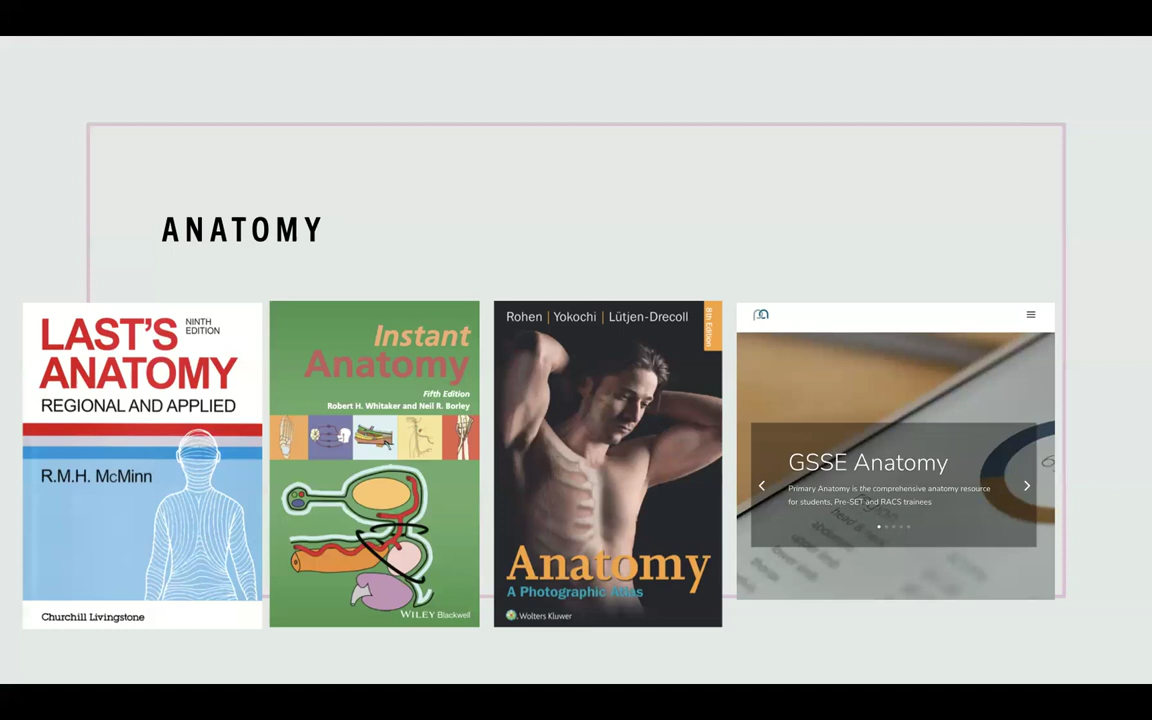 ANATOMY
LAST'S
NINTH
EDITION
ANATOMY
REGIONAL AND APPLIED
R.M.H. McMINN
Churchill Livingstone
Instant
Anatomy
Fifth Edition
Robert H. Whitaker and Neil R. Borley
WILEY Blackwell
Rohen | Yokochi | Lütjen-Drecoll
8th Edition
Anatomy
A Photographic Atlas
Wolters Kluwer
GSSE Anatomy
Primary Anatomy is the comprehensive anatomy resource
for students, Pre-SET and RACS trainees